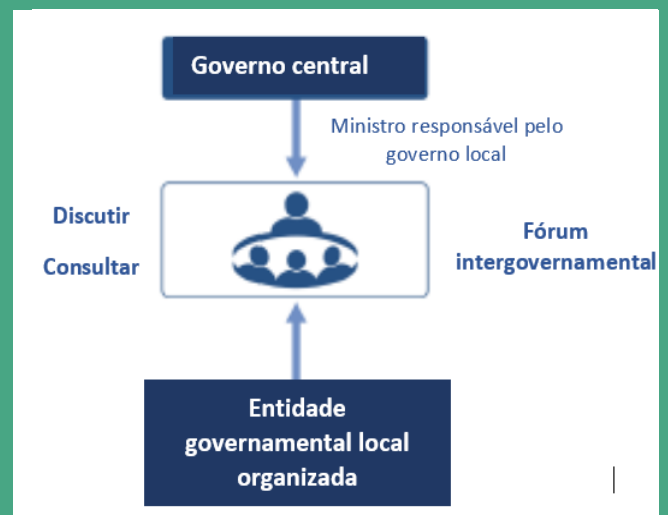 Governo central
Ministro responsável pelo
governo local
Discutir
Consultar
Fórum
intergovernamental
Entidade
governamental local
organizada